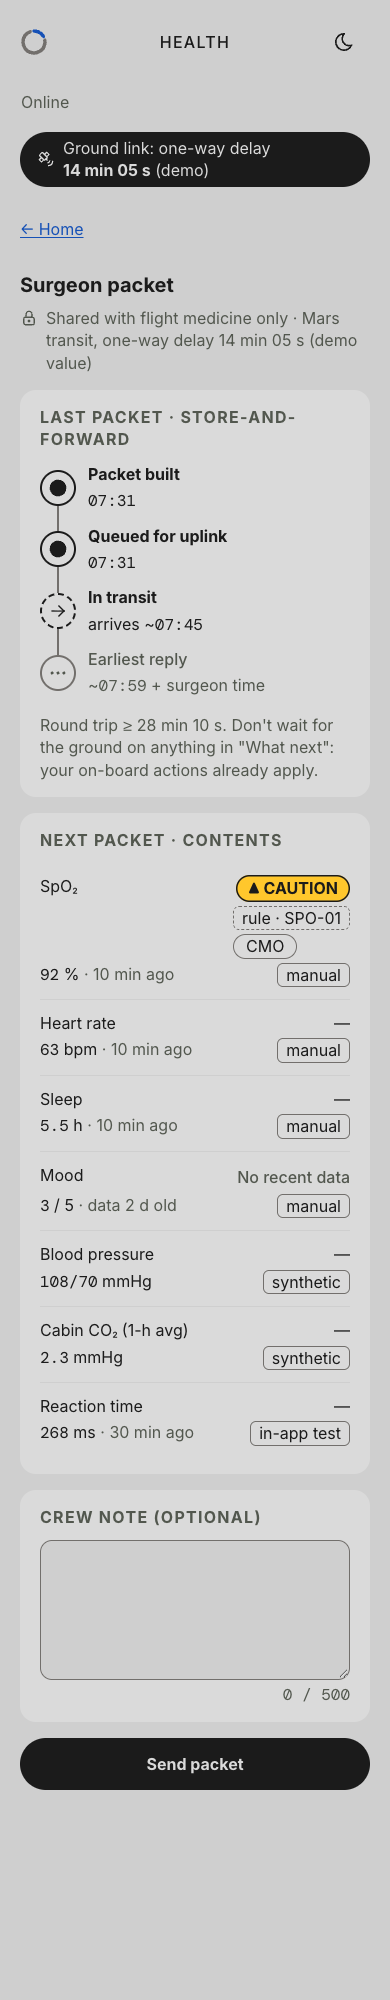 HEALTH
Online
Ground link: one-way delay
14 min 05 s (demo)
← Home
Surgeon packet
Shared with flight medicine only · Mars
transit, one-way delay 14 min 05 s (demo
value)
LAST PACKET · STORE-AND-
FORWARD
Packet built
07:31
Queued for uplink
07:31
In transit
arrives ~07:45
Earliest reply
~07:59 + surgeon time
Round trip ≥ 28 min 10 s. Don't wait for
the ground on anything in "What next":
your on-board actions already apply.
NEXT PACKET · CONTENTS
SpO₂
▲ CAUTION
rule · SPO-01
CMO
92 % · 10 min ago
manual
Heart rate
—
63 bpm · 10 min ago
manual
Sleep
—
5.5 h · 10 min ago
manual
Mood
No recent data
3 / 5 · data 2 d old
manual
Blood pressure
—
108/70 mmHg
synthetic
Cabin CO₂ (1-h avg)
—
2.3 mmHg
synthetic
Reaction time
—
268 ms · 30 min ago
in-app test
CREW NOTE (OPTIONAL)
0 / 500
Send packet